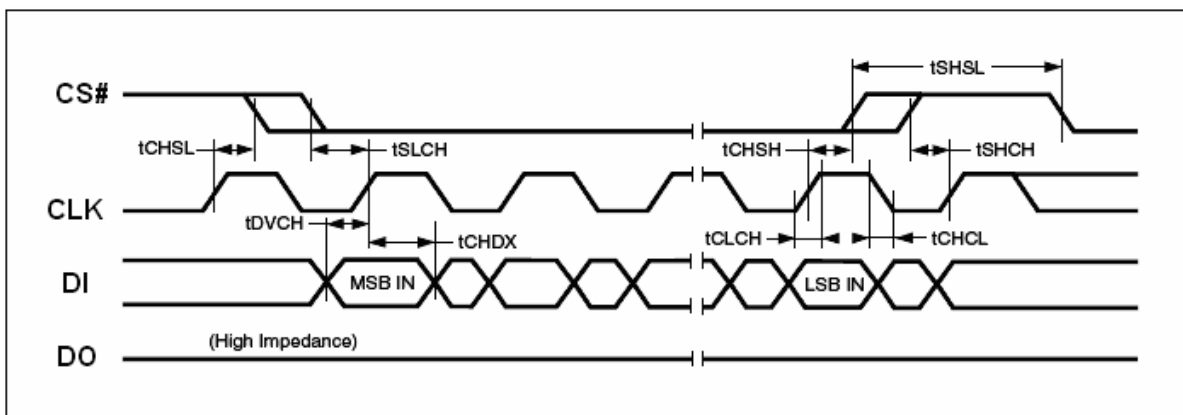 tSHSL
CS#
tCHSL
tSLCH
tCHSH
tSHCH
CLK
tDVCH
tCHDX
tCLCH
tCHCL
DI
MSB IN
LSB IN
(High Impedance)
DO